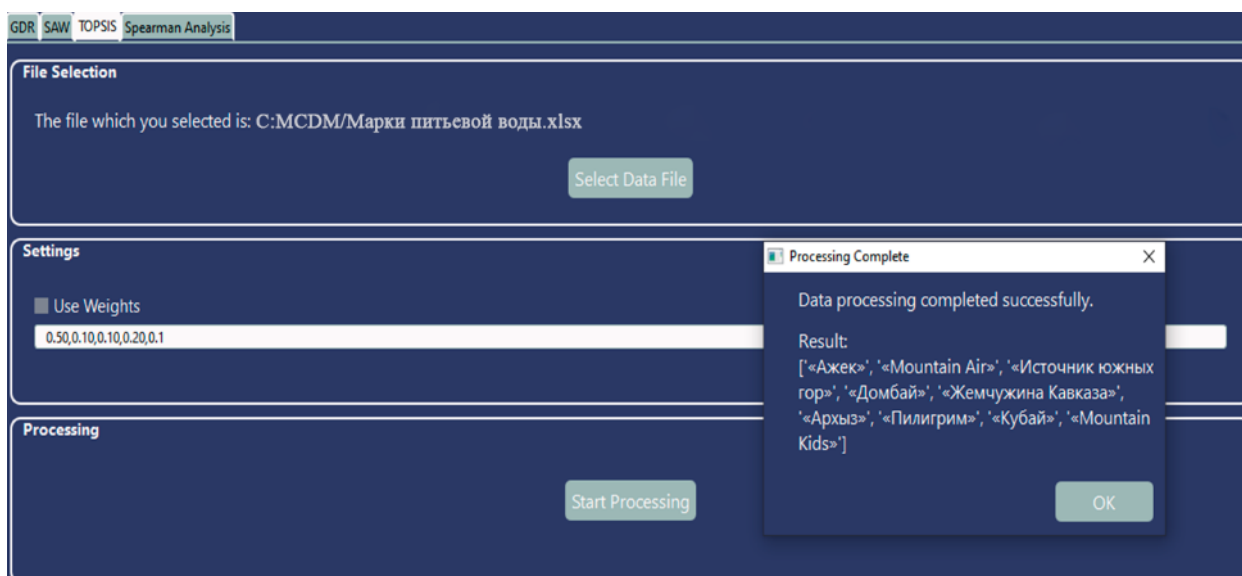 GDR SAW TOPSIS Spearman Analysis
File Selection
The file which you selected is: C:MCDM/Марки питьевой воды.xlsx
Select Data File
Settings
Use Weights
0.50,0.10,0.10,0.20,0.1
Processing
Start Processing
Processing Complete
Data processing completed successfully.
Result:
['«Ажек»', '«Mountain Air»', '«Источник южных
гор»', '«Домбай»', '«Жемчужина Кавказа»',
'«Архыз»', '«Пилигрим»', '«Кубай»', '«Mountain
Kids»']
OK